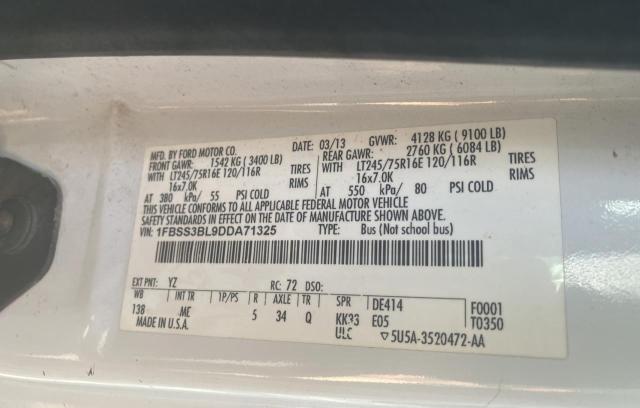 MFD. BY FORD MOTOR CO. DATE: 03/13 GVWR: 4128 KG ( 9100 LB)
FRONT GAWR: 1542 KG ( 3400 LB) REAR GAWR: 2760 KG ( 6084 LB)
WITH LT245/75R16E 120/116R TIRES WITH LT245/75R16E 120/116R TIRES
16x7.0K RIMS 16x7.0K RIMS
AT 380 kPa/ 55 PSI COLD AT 550 kPa/ 80 PSI COLD
THIS VEHICLE CONFORMS TO ALL APPLICABLE FEDERAL MOTOR VEHICLE
SAFETY STANDARDS IN EFFECT ON THE DATE OF MANUFACTURE SHOWN ABOVE.
VIN: 1FBSS3BL9DDA71325 TYPE: Bus (Not school bus)
EXT PNT: YZ RC: 72 DSO:
WB INT TR TP/PS R AXLE TR SPR DE414 F0001
138 ME 5 34 Q KK33 E05 T0350
MADE IN U.S.A. ULC ▽5U5A-3520472-AA